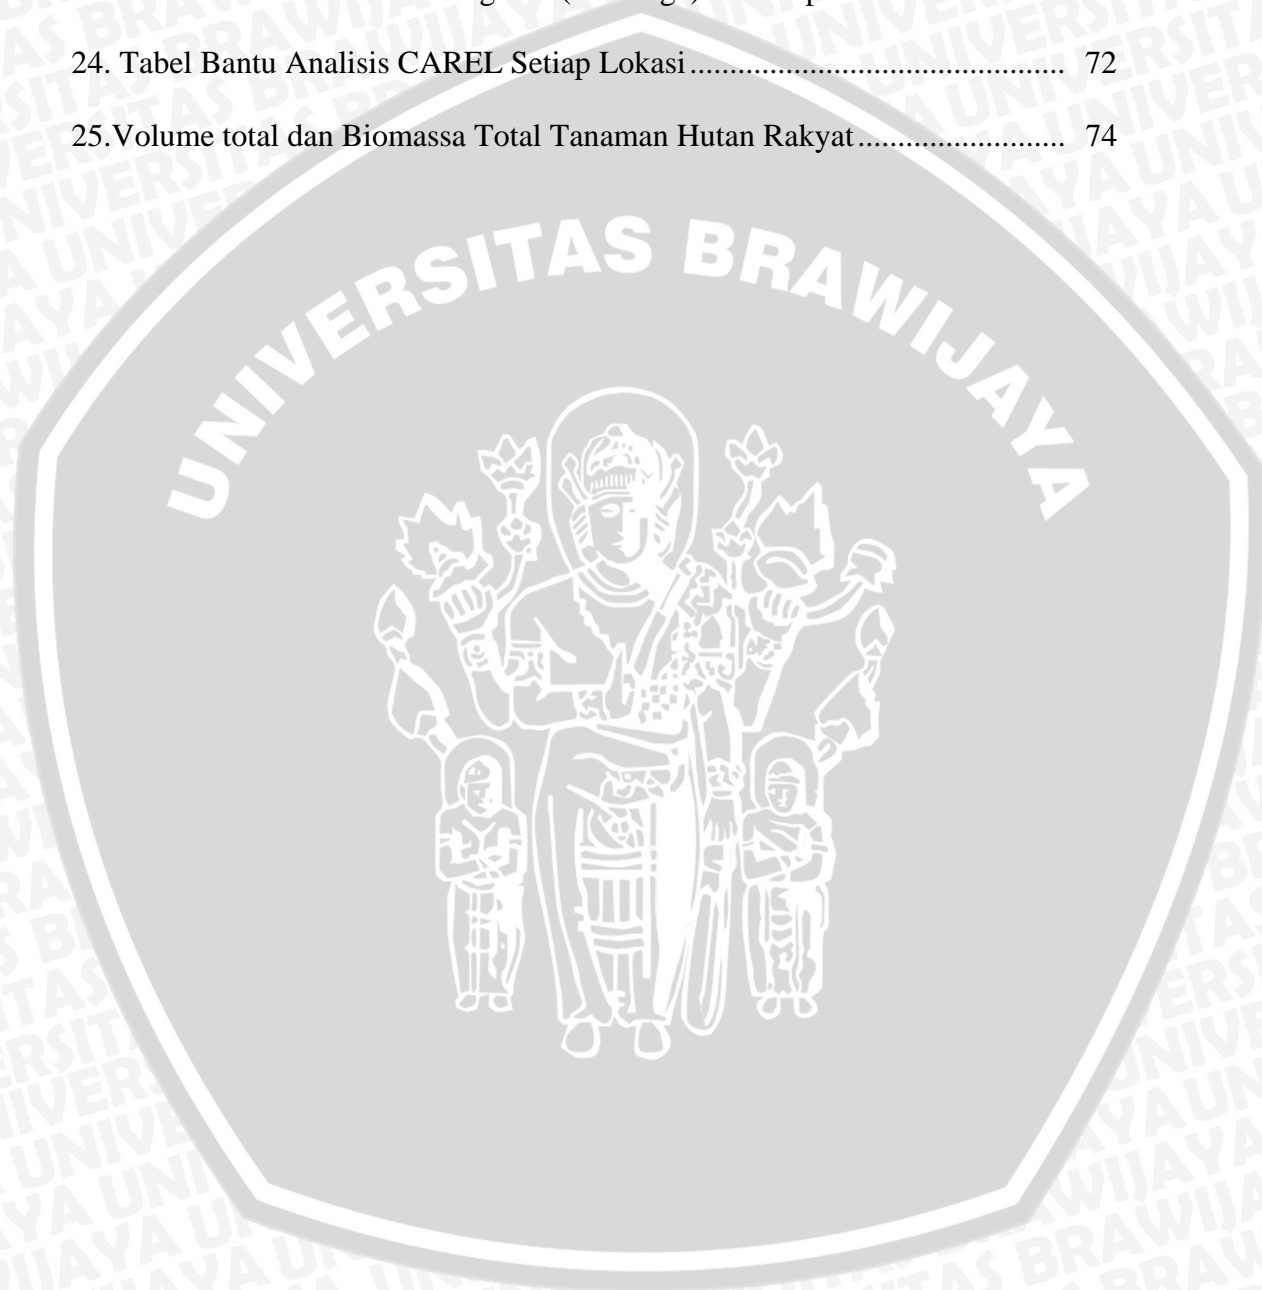 24. Tabel Bantu Analisis CAREL Setiap Lokasi............................................... 72
25.Volume total dan Biomassa Total Tanaman Hutan Rakyat.......................... 74
UNIVERSITAS BRAWIJAYA